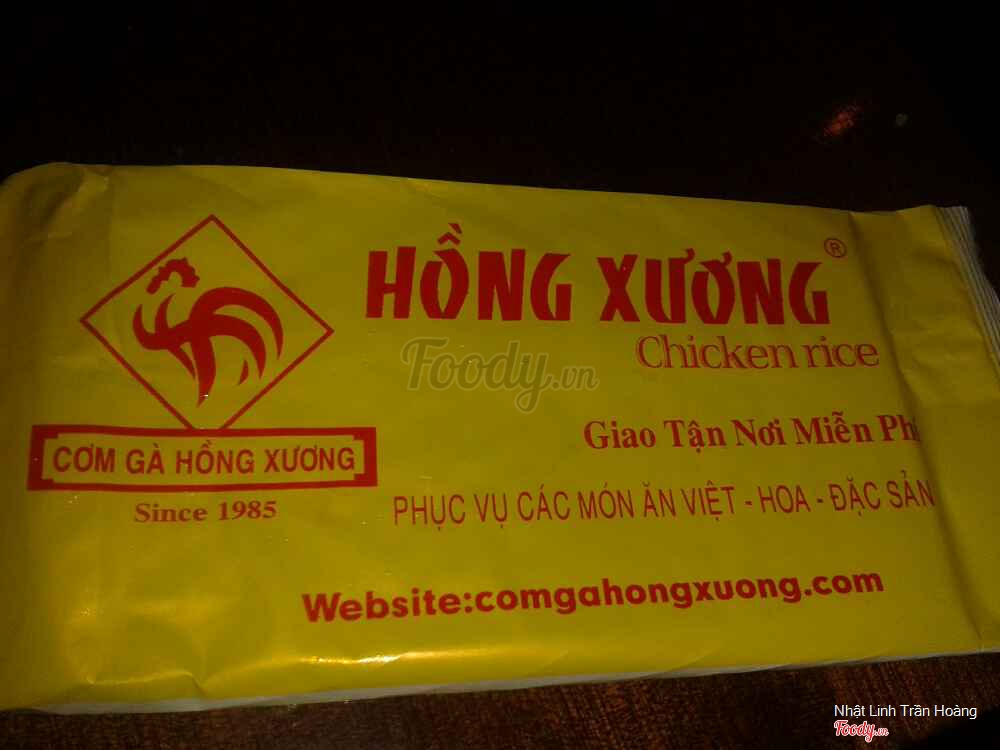 HỒNG XƯƠNG ®
Chicken rice
Foody.vn
Giao Tận Nơi Miễn Phí
CƠM GÀ HỒNG XƯƠNG
Since 1985
PHỤC VỤ CÁC MÓN ĂN VIỆT - HOA - ĐẶC SẢN
Website:comgahongxuong.com
Nhật Linh Trần Hoàng
Foody.vn